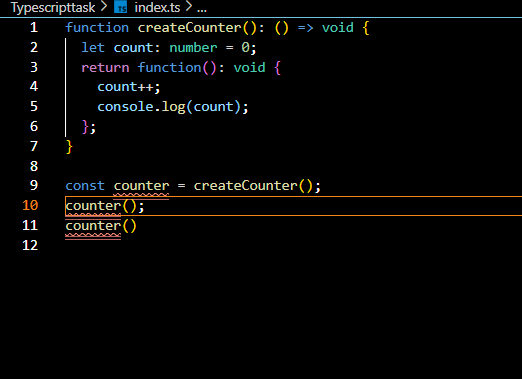 Typescripttask > TS index.ts > ...
1 function createCounter(): () => void {
2 let count: number = 0;
3 return function(): void {
4 count++;
5 console.log(count);
6 };
7 }
8
9 const counter = createCounter();
10 counter();
11 counter()
12